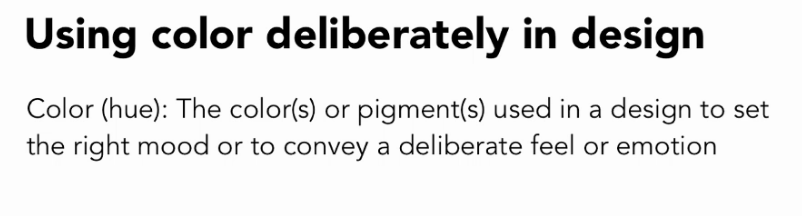 Using color deliberately in design
Color (hue): The color(s) or pigment(s) used in a design to set
the right mood or to convey a deliberate feel or emotion